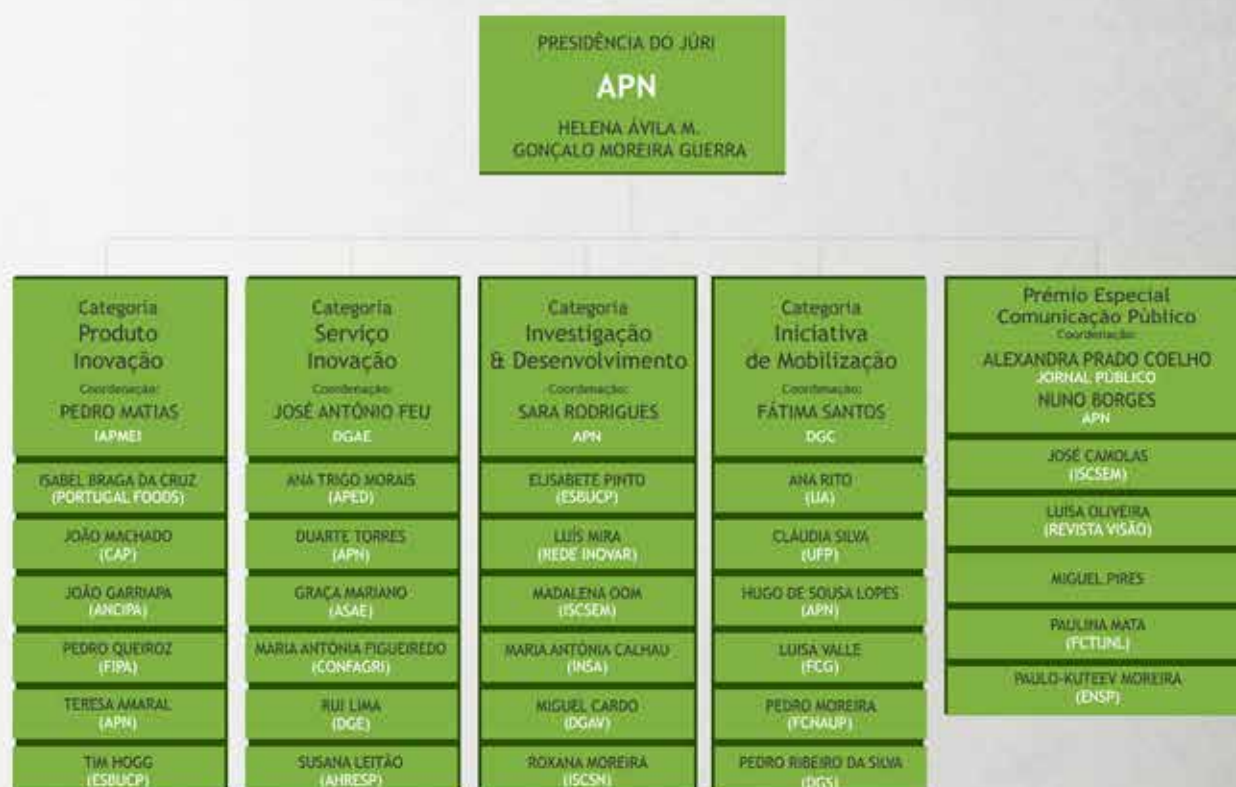 PRESIDÊNCIA DO JÚRI
APN
HELENA ÁVILA M.
GONÇALO MOREIRA GUERRA
Categoria
Produto
Inovação
Coordenação:
PEDRO MATIAS
IAPMEI
ISABEL BRAGA DA CRUZ
(PORTUGAL FOODS)
JOÃO MACHADO
(CAP)
JOÃO GARRIAPA
(ANCIPA)
PEDRO QUEIROZ
(FIPA)
TERESA AMARAL
(APN)
TIM HOGG
(ESBUCP)
Categoria
Serviço
Inovação
Coordenação:
JOSÉ ANTÓNIO FEU
DGAE
ANA TRIGO MORAIS
(APED)
DUARTE TORRES
(APN)
GRAÇA MARIANO
(ASAE)
MARIA ANTÓNIA FIGUEIREDO
(CONFAGRI)
RUI LIMA
(DGE)
SUSANA LEITÃO
(AHRESP)
Categoria
Investigação
& Desenvolvimento
Coordenação:
SARA RODRIGUES
APN
ELISABETE PINTO
(ESBUCP)
LUÍS MIRA
(REDE INOVAR)
MADALENA OOM
(ISCSEM)
MARIA ANTÓNIA CALHAU
(INSA)
MIGUEL CARDO
(DGAV)
ROXANA MOREIRA
(ISCSN)
Categoria
Iniciativa
de Mobilização
Coordenação:
FÁTIMA SANTOS
DGC
ANA RITO
(UA)
CLÁUDIA SILVA
(UFP)
HUGO DE SOUSA LOPES
(APN)
LUISA VALLE
(FCG)
PEDRO MOREIRA
(FCNAUP)
PEDRO RIBEIRO DA SILVA
(DGS)
Prémio Especial
Comunicação Público
Coordenação:
ALEXANDRA PRADO COELHO
JORNAL PÚBLICO
NUNO BORGES
APN
JOSÉ CAMOLAS
(ISCSEM)
LUÍSA OLIVEIRA
(REVISTA VISÃO)
MIGUEL PIRES
PAULINA MATA
(FCTUNL)
PAULO-KUTEEV MOREIRA
(ENSP)